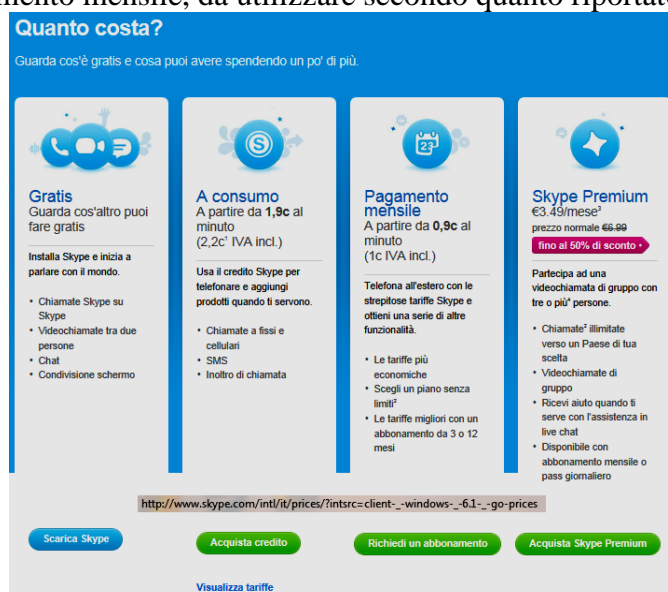 mento mensile, da utilizzare secondo quanto riportat
Quanto costa?
Guarda cos'è gratis e cosa puoi avere spendendo un po' di più.
Gratis
Guarda cos'altro puoi
fare gratis
Installa Skype e inizia a
parlare con il mondo.
• Chiamate Skype su
Skype
• Videochiamate tra due
persone
• Chat
• Condivisione schermo
Scarica Skype
A consumo
A partire da 1,9c al
minuto
(2,2c¹ IVA incl.)
Usa il credito Skype per
telefonare e aggiungi
prodotti quando ti servono.
• Chiamate a fissi e
cellulari
• SMS
• Inoltro di chiamata
Acquista credito
Visualizza tariffe
Pagamento
mensile
A partire da 0,9c al
minuto
(1c IVA incl.)
Telefona all'estero con le
strepitose tariffe Skype e
ottieni una serie di altre
funzionalità.
• Le tariffe più
economiche
• Scegli un piano senza
limiti²
• Le tariffe migliori con un
abbonamento da 3 o 12
mesi
Richiedi un abbonamento
23
Skype Premium
€3.49/mese³
prezzo normale €6.99
fino al 50% di sconto •
Partecipa ad una
videochiamata di gruppo con
tre o più⁴ persone.
• Chiamate² illimitate
verso un Paese di tua
scelta
• Videochiamate di
gruppo
• Ricevi aiuto quando ti
serve con l'assistenza in
live chat
• Disponibile con
abbonamento mensile o
pass giornaliero
Acquista Skype Premium
http://www.skype.com/intl/it/prices/?intsrc=client-_-windows-_-6.1-_-go-prices